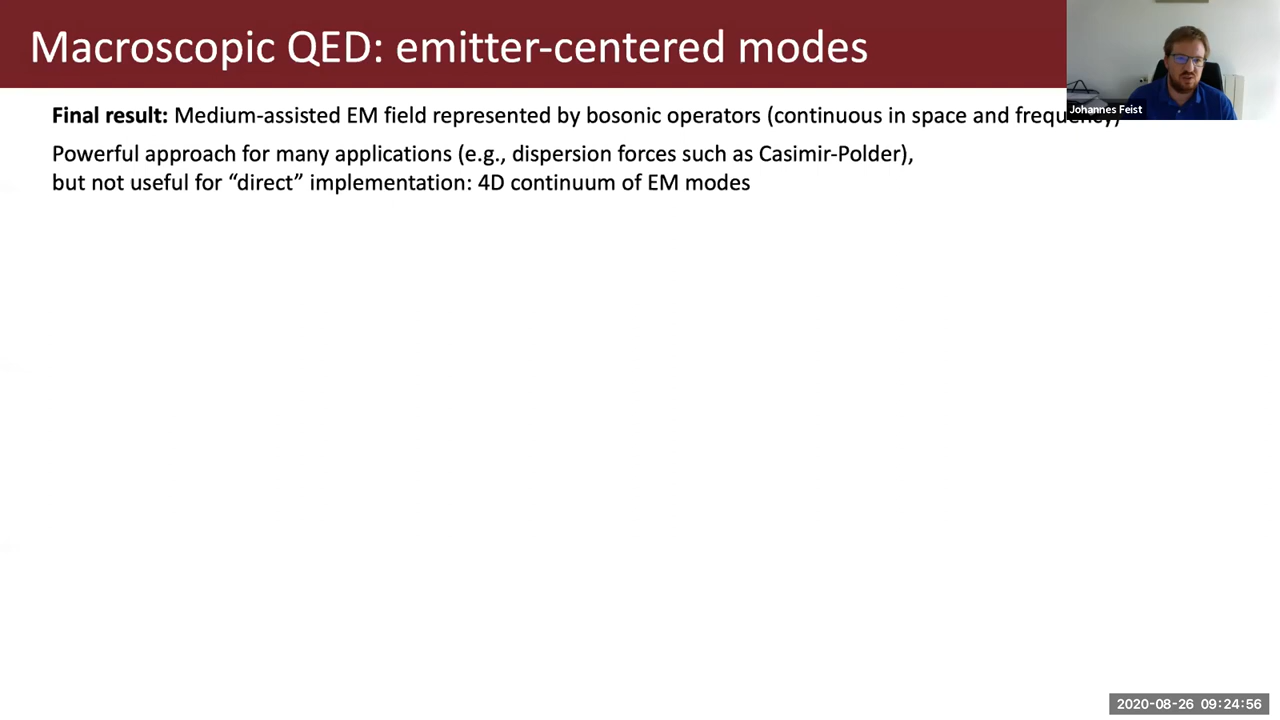 Macroscopic QED: emitter-centered modes
Johannes Feist
Final result: Medium-assisted EM field represented by bosonic operators (continuous in space and frequency)
Powerful approach for many applications (e.g., dispersion forces such as Casimir-Polder),
but not useful for “direct” implementation: 4D continuum of EM modes
2020-08-26 09:24:56